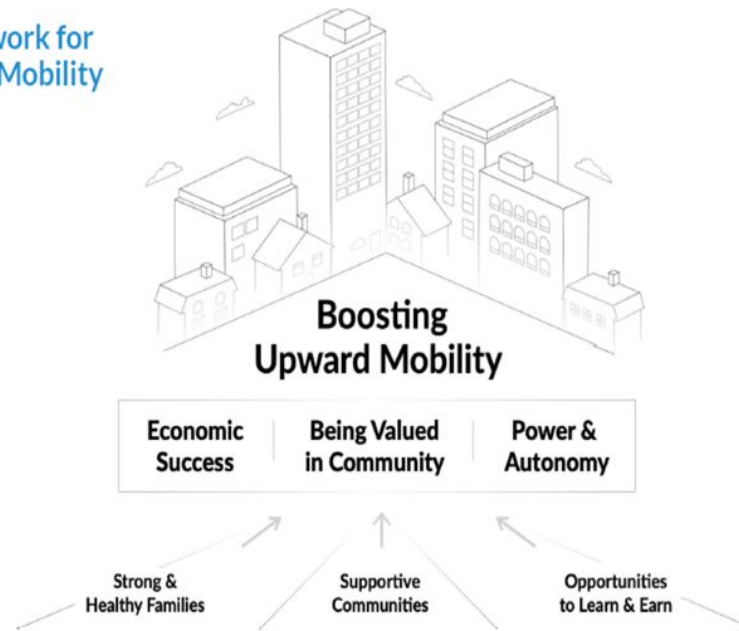 work for
Mobility
Boosting
Upward Mobility
Economic
Success
Being Valued
in Community
Power &
Autonomy
Strong &
Healthy Families
Supportive
Communities
Opportunities
to Learn & Earn